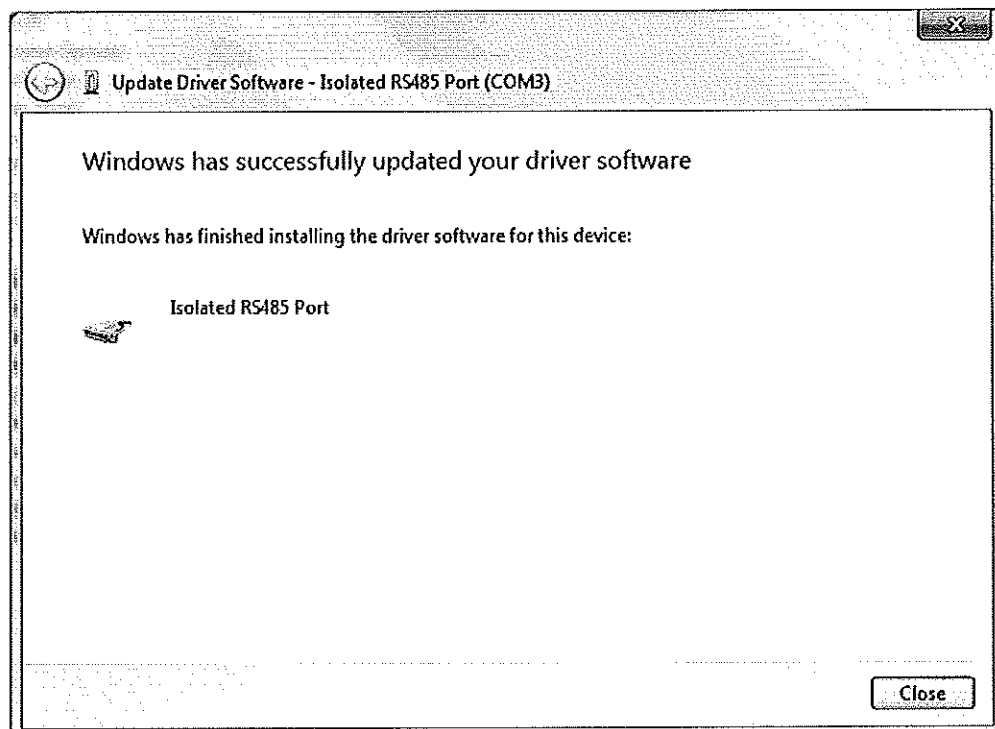 Update Driver Software - Isolated RS485 Port (COM3)
Windows has successfully updated your driver software
Windows has finished installing the driver software for this device:
Isolated RS485 Port
Close